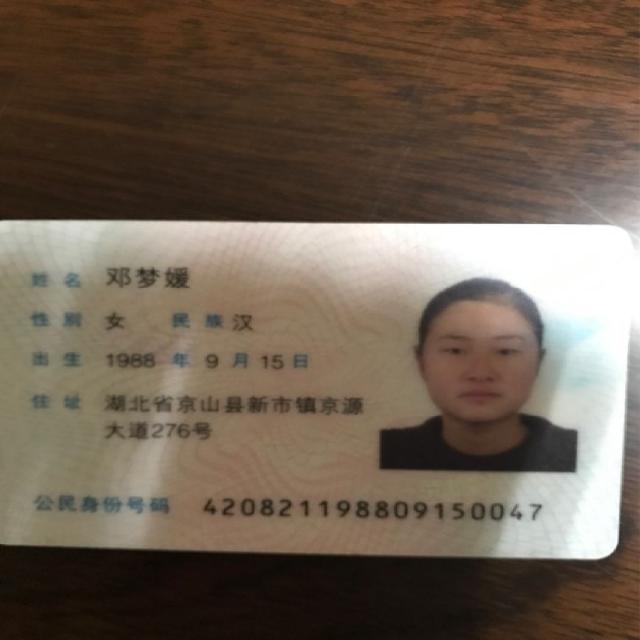 姓名 邓梦媛
性别 女 民族 汉
出生 1988 年 9 月 15 日
住址 湖北省京山县新市镇京源
大道276号
公民身份号码 420821198809150047